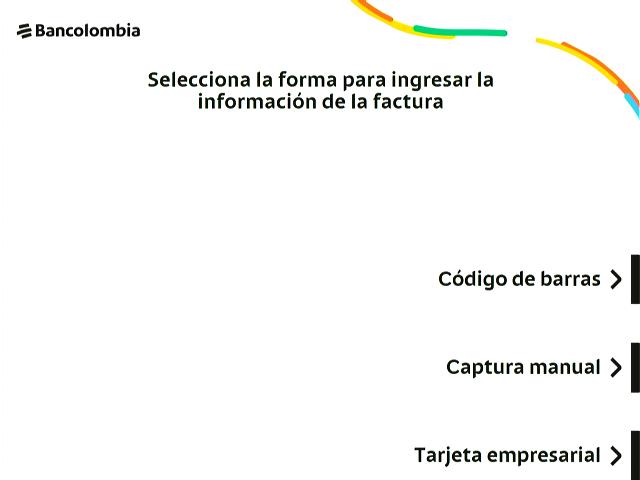 Bancolombia
Selecciona la forma para ingresar la
información de la factura
Código de barras
Captura manual
Tarjeta empresarial